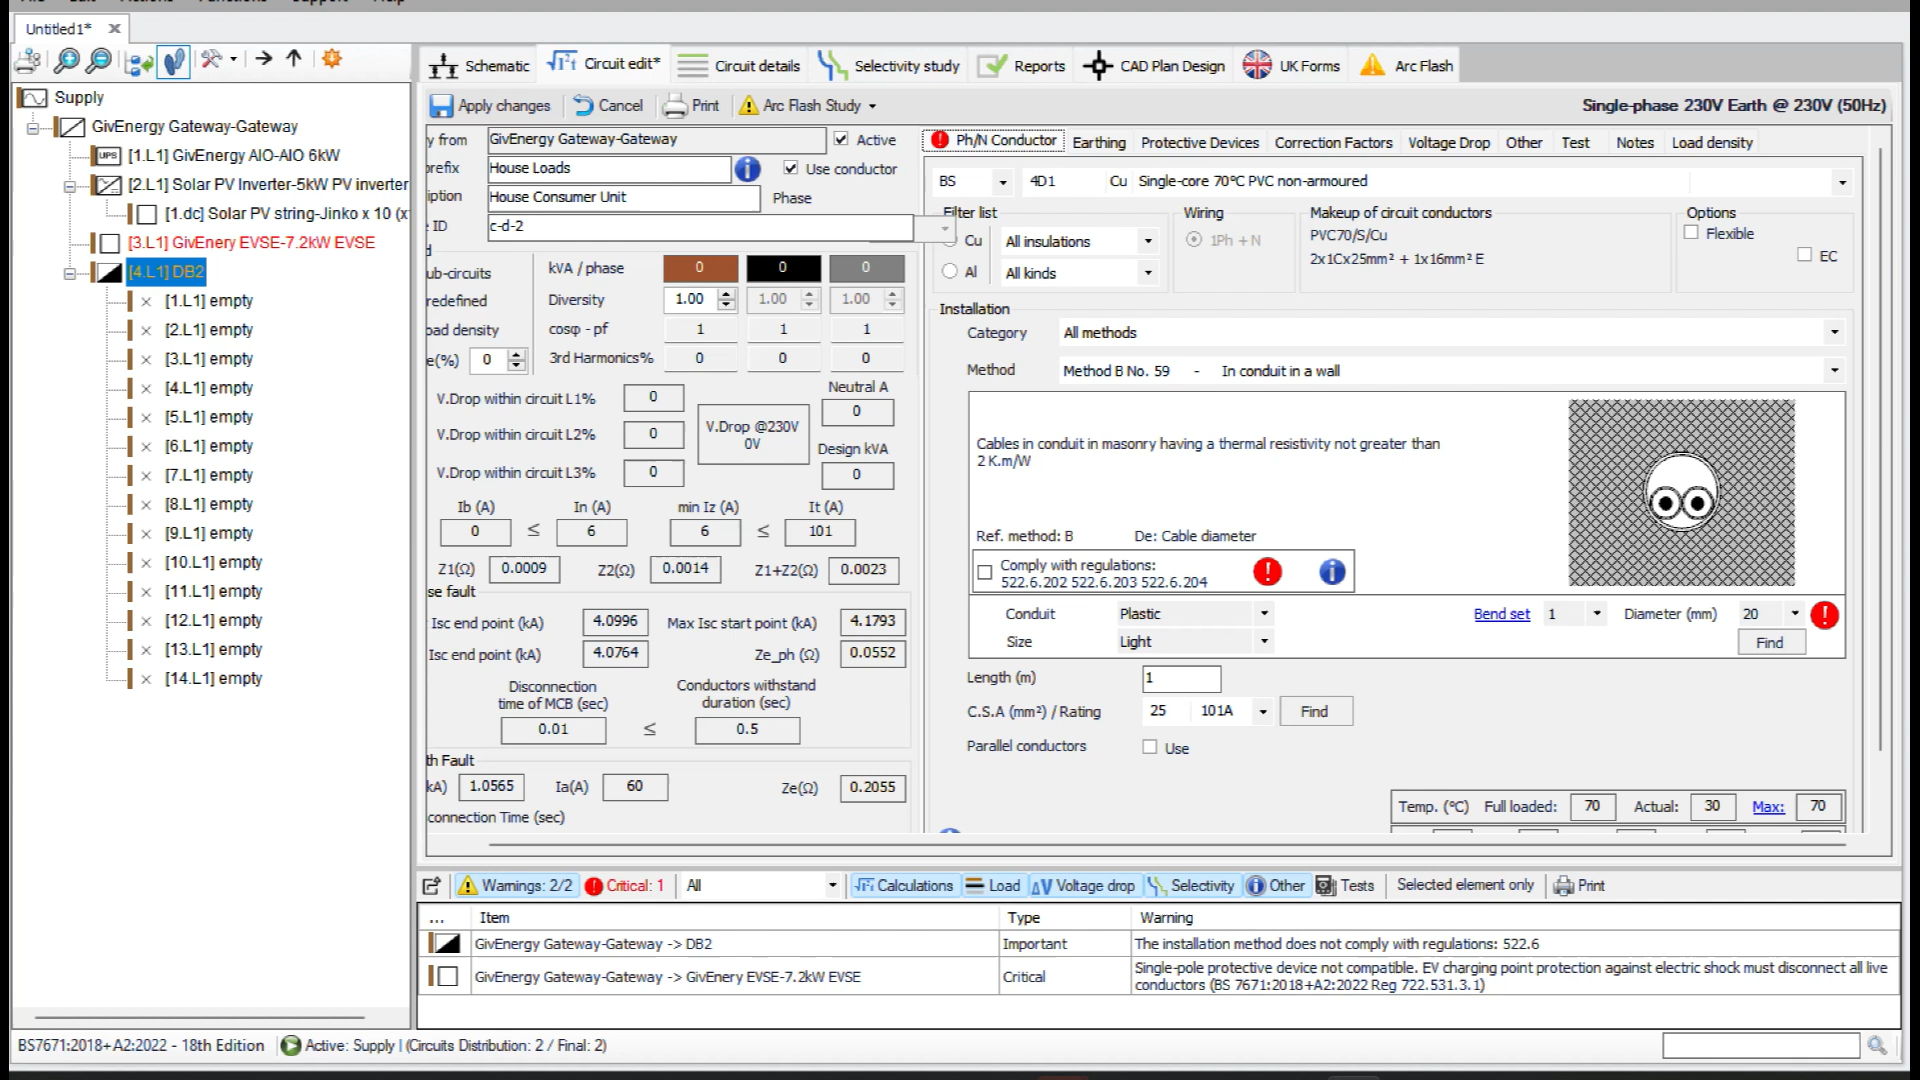 Untitled1*
Schematic
Circuit edit*
Circuit details
Selectivity study
Reports
CAD Plan Design
UK Forms
Arc Flash
Supply
GivEnergy Gateway-Gateway
[1.L1] GivEnergy AIO-AIO 6kW
[2.L1] Solar PV Inverter-5kW PV inverter
[1.dc] Solar PV string-Jinko x 10 (x
[3.L1] GivEnery EVSE-7.2kW EVSE
[4.L1] DB2
[1.L1] empty
[2.L1] empty
[3.L1] empty
[4.L1] empty
[5.L1] empty
[6.L1] empty
[7.L1] empty
[8.L1] empty
[9.L1] empty
[10.L1] empty
[11.L1] empty
[12.L1] empty
[13.L1] empty
[14.L1] empty
Apply changes
Cancel
Print
Arc Flash Study
Single-phase 230V Earth @ 230V (50Hz)
y from
GivEnergy Gateway-Gateway
Active
refix
House Loads
Use conductor
iption
House Consumer Unit
Phase
ID
c-d-2
d
ub-circuits
redefined
oad density
e(%)
0
kVA / phase
0
0
0
Diversity
1.00
1.00
1.00
cosφ - pf
1
1
1
3rd Harmonics%
0
0
0
V.Drop within circuit L1%
0
V.Drop within circuit L2%
0
V.Drop within circuit L3%
0
V.Drop @230V
0V
Neutral A
0
Design kVA
0
Ib (A)
In (A)
min Iz (A)
It (A)
0
≤
6
6
≤
101
Z1(Ω)
0.0009
Z2(Ω)
0.0014
Z1+Z2(Ω)
0.0023
se fault
Isc end point (kA)
4.0996
Max Isc start point (kA)
4.1793
Isc end point (kA)
4.0764
Ze_ph (Ω)
0.0552
Disconnection
time of MCB (sec)
Conductors withstand
duration (sec)
0.01
≤
0.5
th Fault
kA)
1.0565
Ia(A)
60
Ze(Ω)
0.2055
connection Time (sec)
Ph/N Conductor
Earthing
Protective Devices
Correction Factors
Voltage Drop
Other
Test
Notes
Load density
BS
4D1
Cu
Single-core 70°C PVC non-armoured
Filter list
Cu
All insulations
Al
All kinds
Wiring
1Ph + N
Makeup of circuit conductors
PVC70/S/Cu
2x1Cx25mm² + 1x16mm² E
Options
Flexible
EC
Installation
Category
All methods
Method
Method B No. 59 - In conduit in a wall
Cables in conduit in masonry having a thermal resistivity not greater than
2 K.m/W
Ref. method: B
De: Cable diameter
Comply with regulations:
522.6.202 522.6.203 522.6.204
Conduit
Plastic
Bend set
1
Diameter (mm)
20
Size
Light
Find
Length (m)
1
C.S.A (mm²) / Rating
25
101A
Find
Parallel conductors
Use
Temp. (°C)
Full loaded:
70
Actual:
30
Max:
70
Warnings: 2/2
Critical: 1
All
Calculations
Load
Voltage drop
Selectivity
Other
Tests
Selected element only
Print
...
Item
Type
Warning
GivEnergy Gateway-Gateway -> DB2
Important
The installation method does not comply with regulations: 522.6
GivEnergy Gateway-Gateway -> GivEnery EVSE-7.2kW EVSE
Critical
Single-pole protective device not compatible. EV charging point protection against electric shock must disconnect all live
conductors (BS 7671:2018+A2:2022 Reg 722.531.3.1)
BS7671:2018+A2:2022 - 18th Edition
Active: Supply | (Circuits Distribution: 2 / Final: 2)